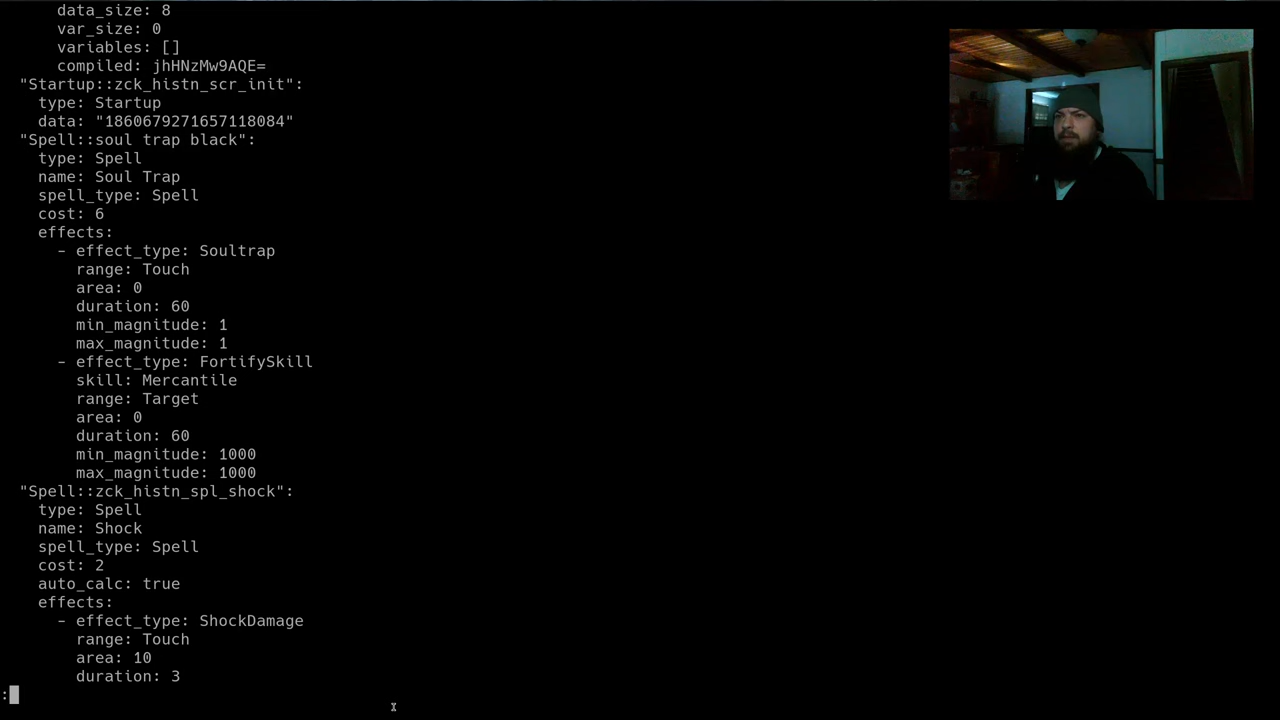 data_size: 8
var_size: 0
variables: []
compiled: jhHNzMw9AQE=
"Startup::zck_histn_scr_init":
type: Startup
data: "1860679271657118084"
"Spell::soul trap black":
type: Spell
name: Soul Trap
spell_type: Spell
cost: 6
effects:
- effect_type: Soultrap
range: Touch
area: 0
duration: 60
min_magnitude: 1
max_magnitude: 1
- effect_type: FortifySkill
skill: Mercantile
range: Target
area: 0
duration: 60
min_magnitude: 1000
max_magnitude: 1000
"Spell::zck_histn_spl_shock":
type: Spell
name: Shock
spell_type: Spell
cost: 2
auto_calc: true
effects:
- effect_type: ShockDamage
range: Touch
area: 10
duration: 3
: